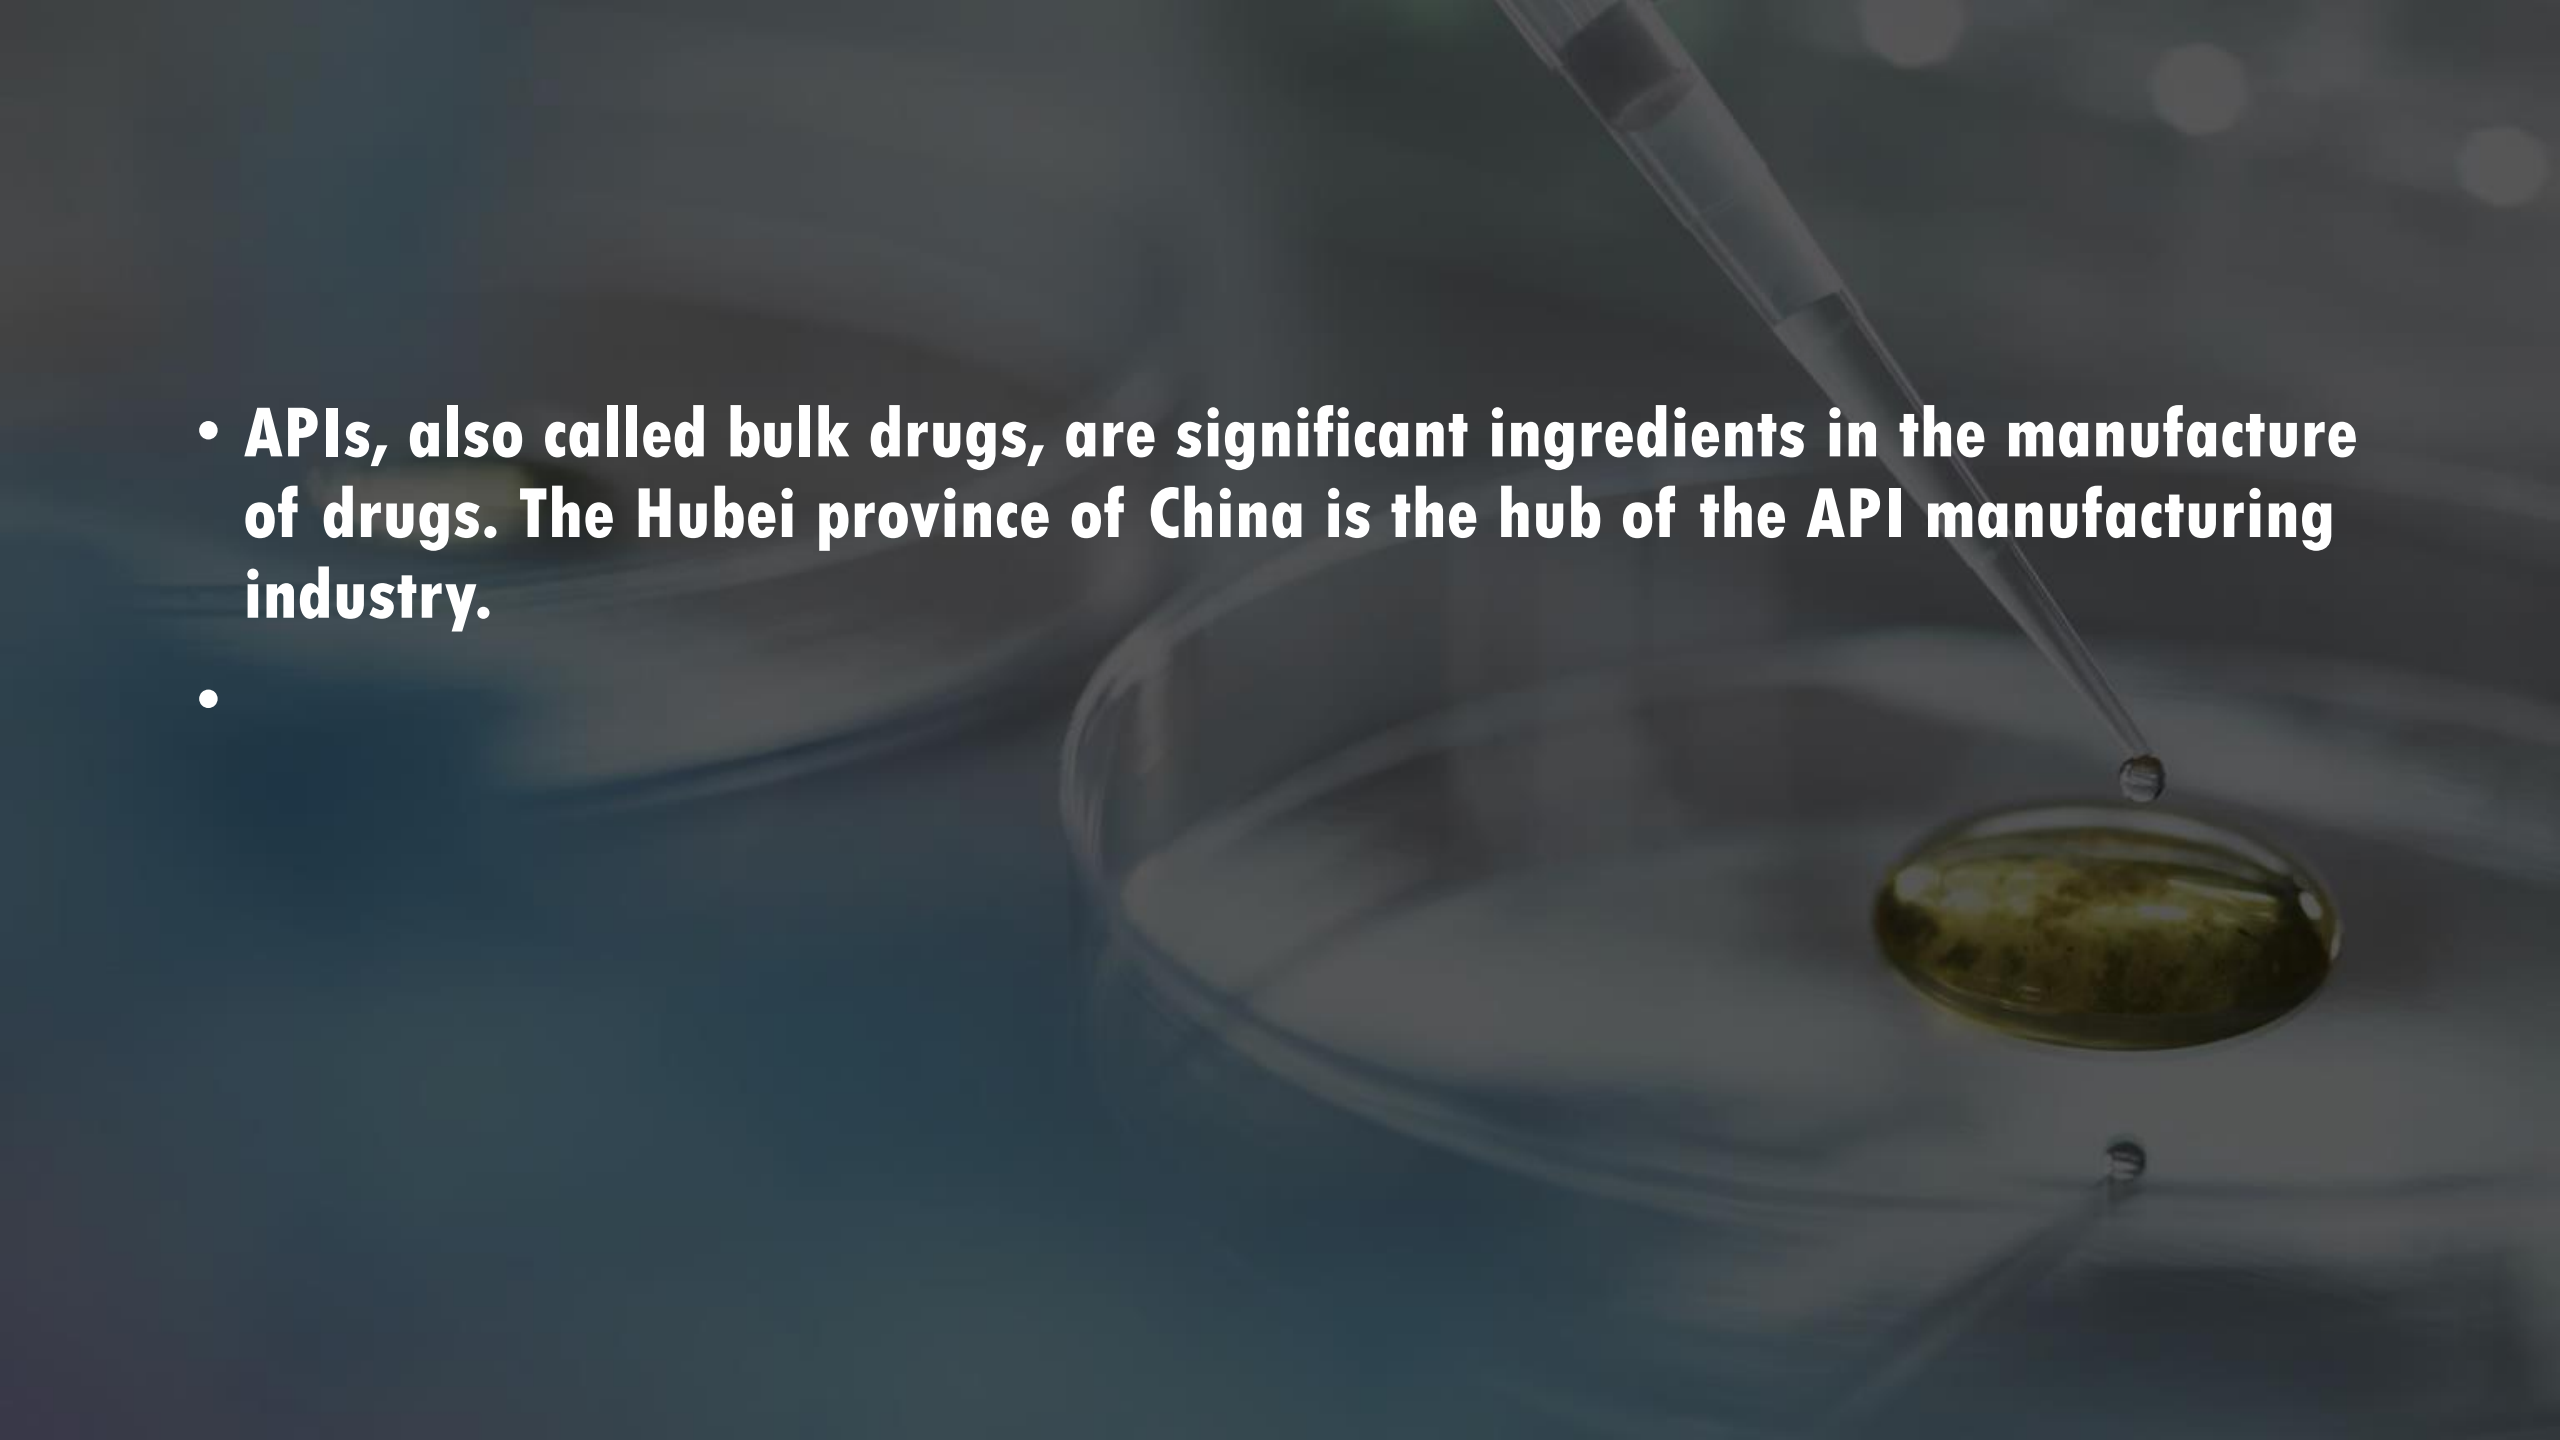 • APIs, also called bulk drugs, are significant ingredients in the manufacture
of drugs. The Hubei province of China is the hub of the API manufacturing
industry.
•